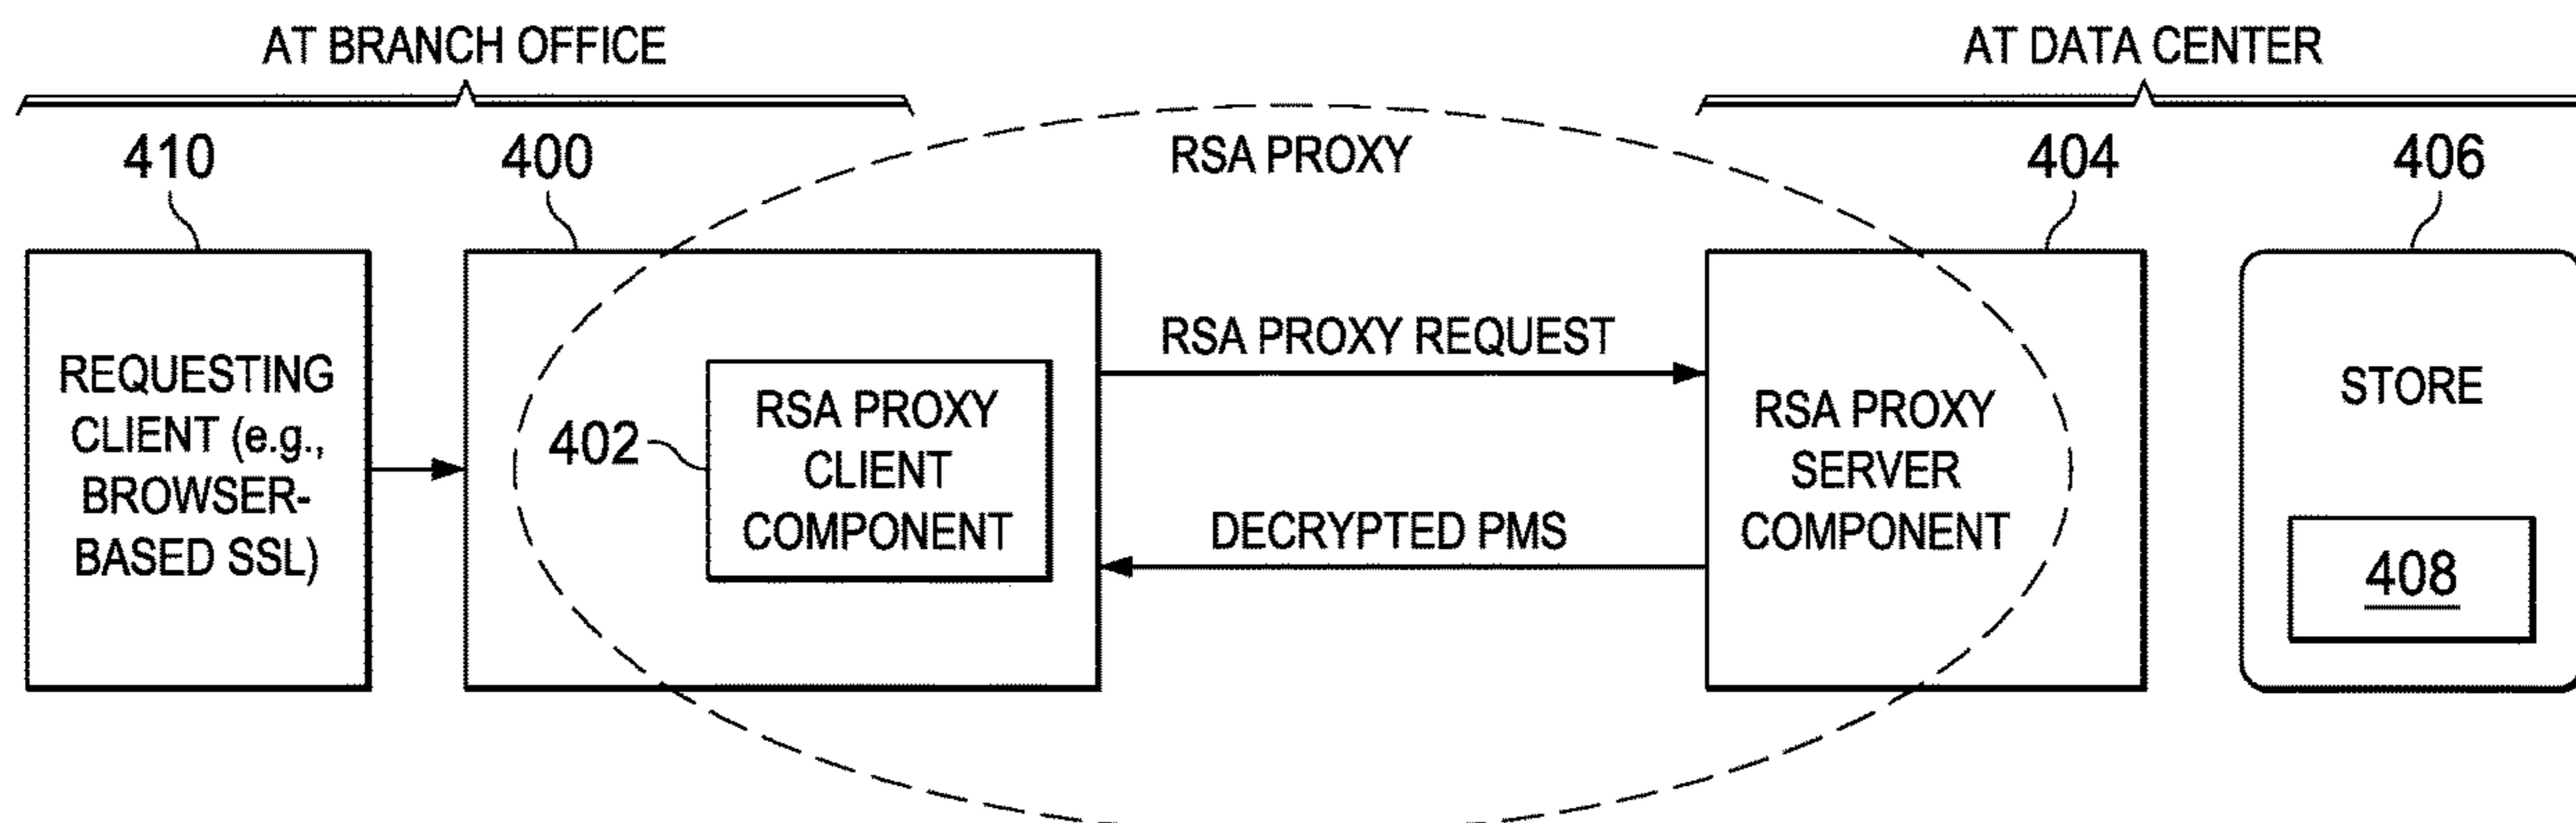 AT BRANCH OFFICE
AT DATA CENTER
410
400
RSA PROXY
404
406
REQUESTING
CLIENT (e.g.,
BROWSER-
BASED SSL)
402
RSA PROXY
CLIENT
COMPONENT
RSA PROXY REQUEST
DECRYPTED PMS
RSA PROXY
SERVER
COMPONENT
STORE
408